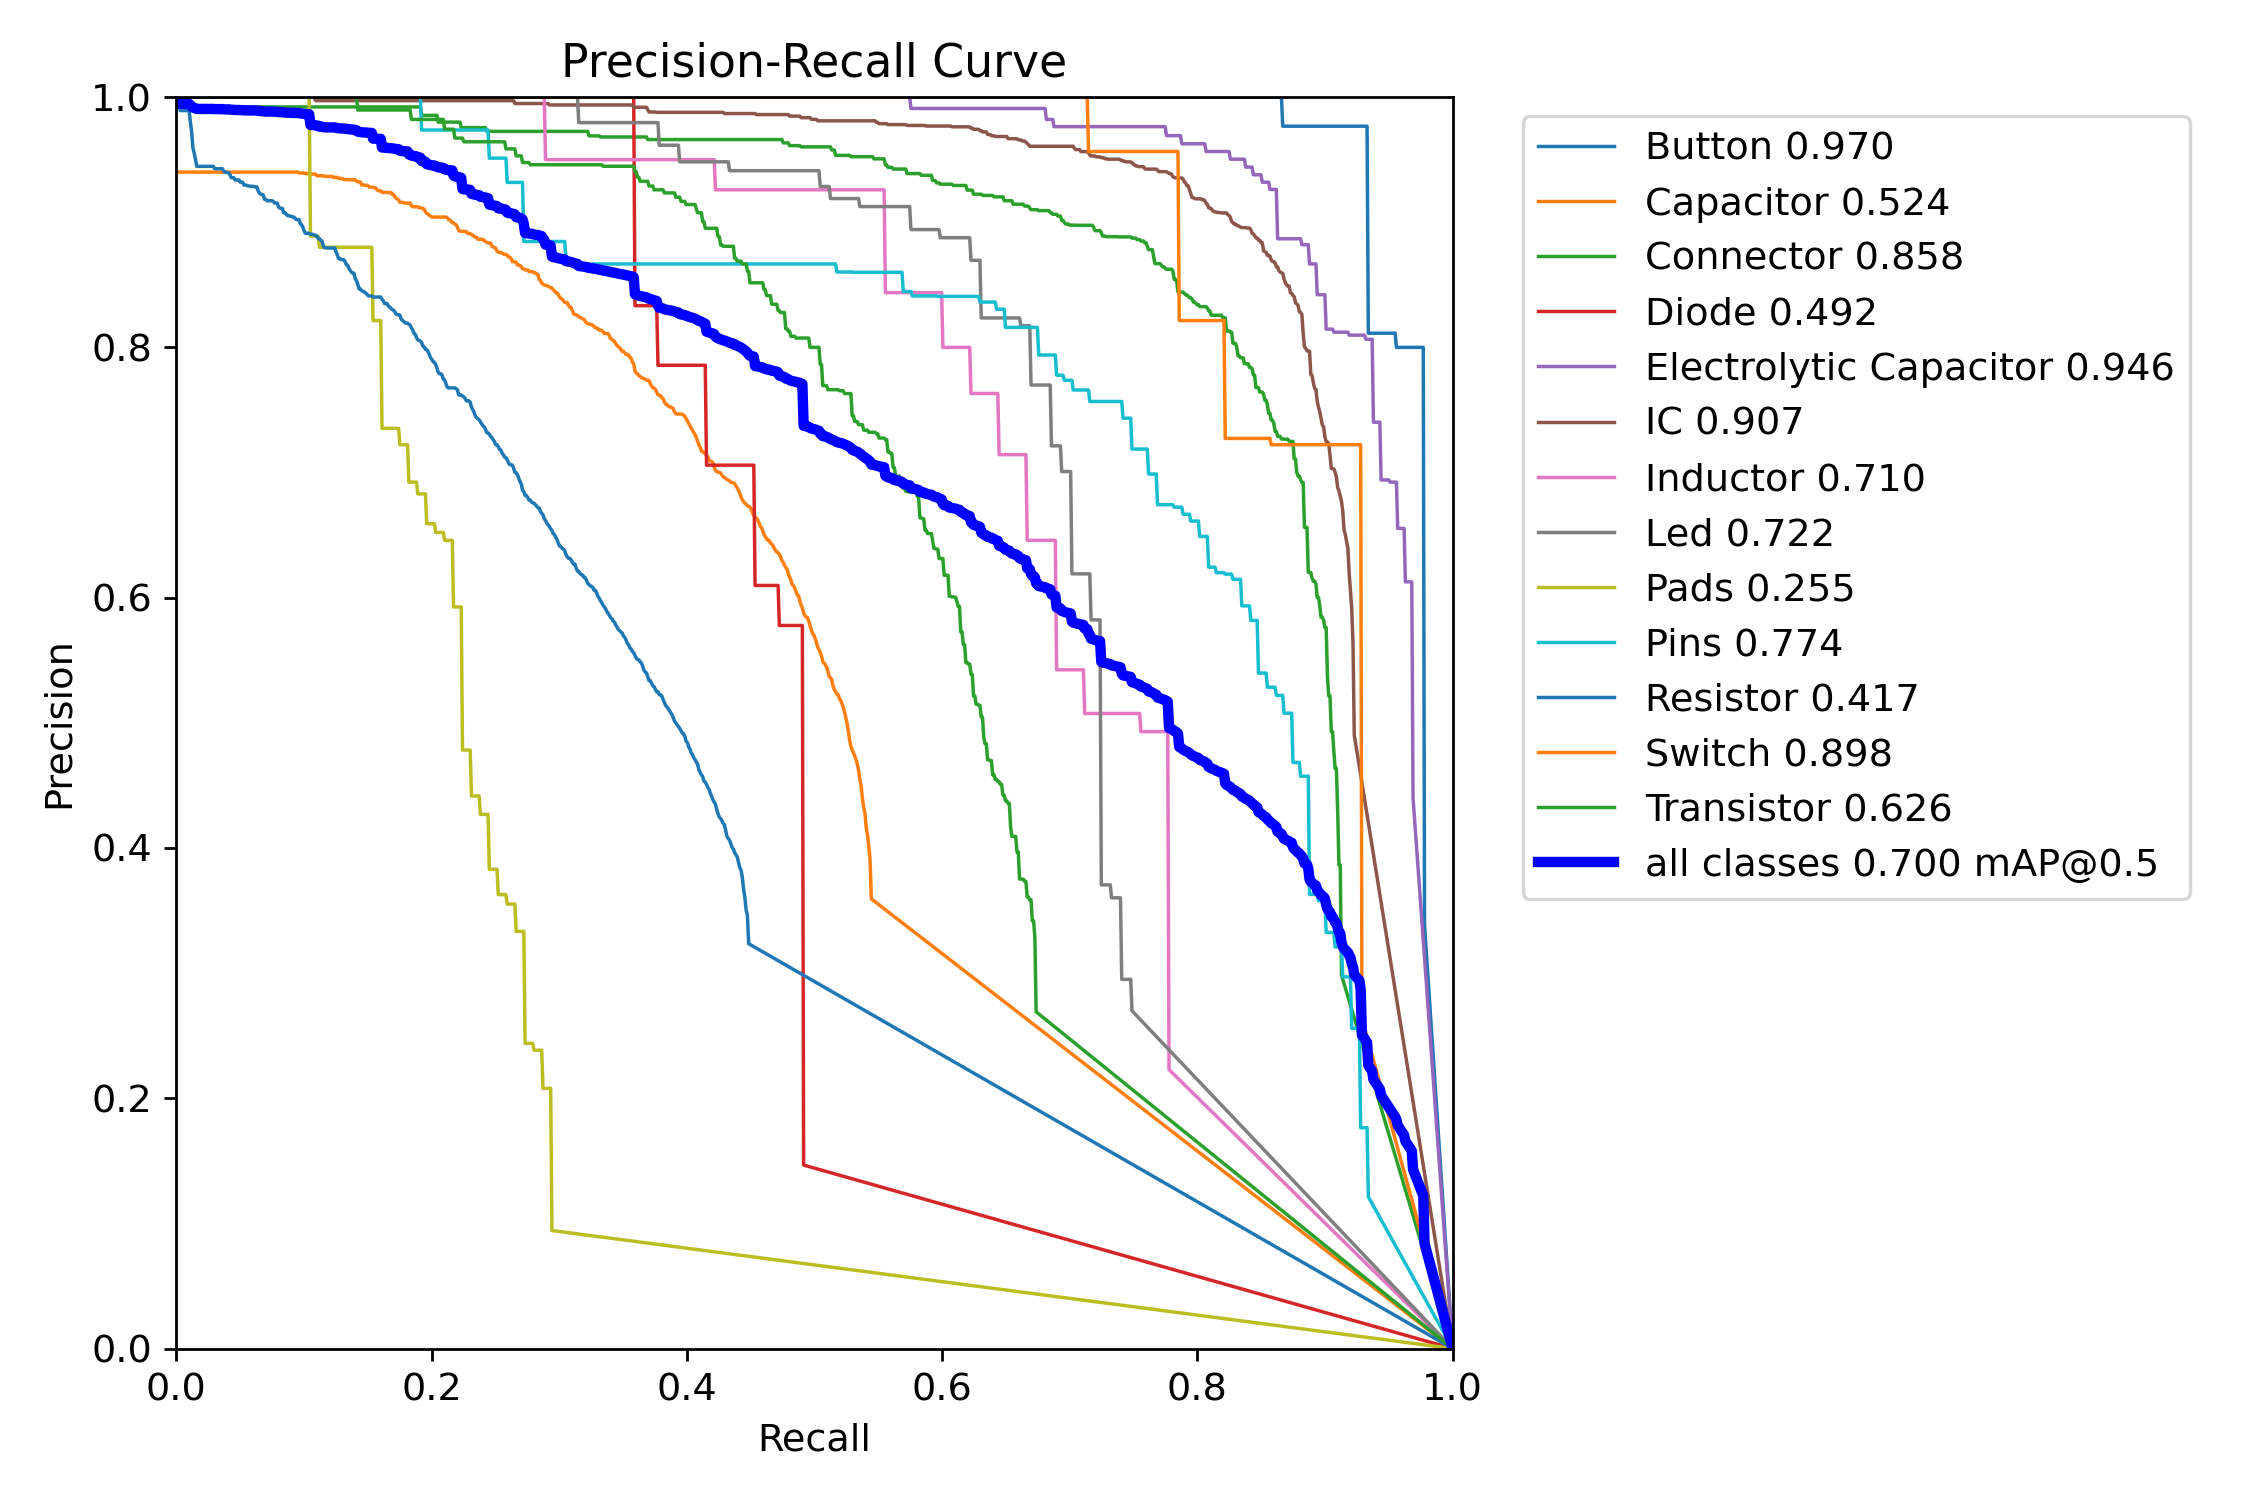 Precision-Recall Curve
1.0
0.8
0.6
0.4
0.2
0.0
Precision
0.0 0.2 0.4 0.6 0.8 1.0
Recall
Button 0.970
Capacitor 0.524
Connector 0.858
Diode 0.492
Electrolytic Capacitor 0.946
IC 0.907
Inductor 0.710
Led 0.722
Pads 0.255
Pins 0.774
Resistor 0.417
Switch 0.898
Transistor 0.626
all classes 0.700 mAP@0.5